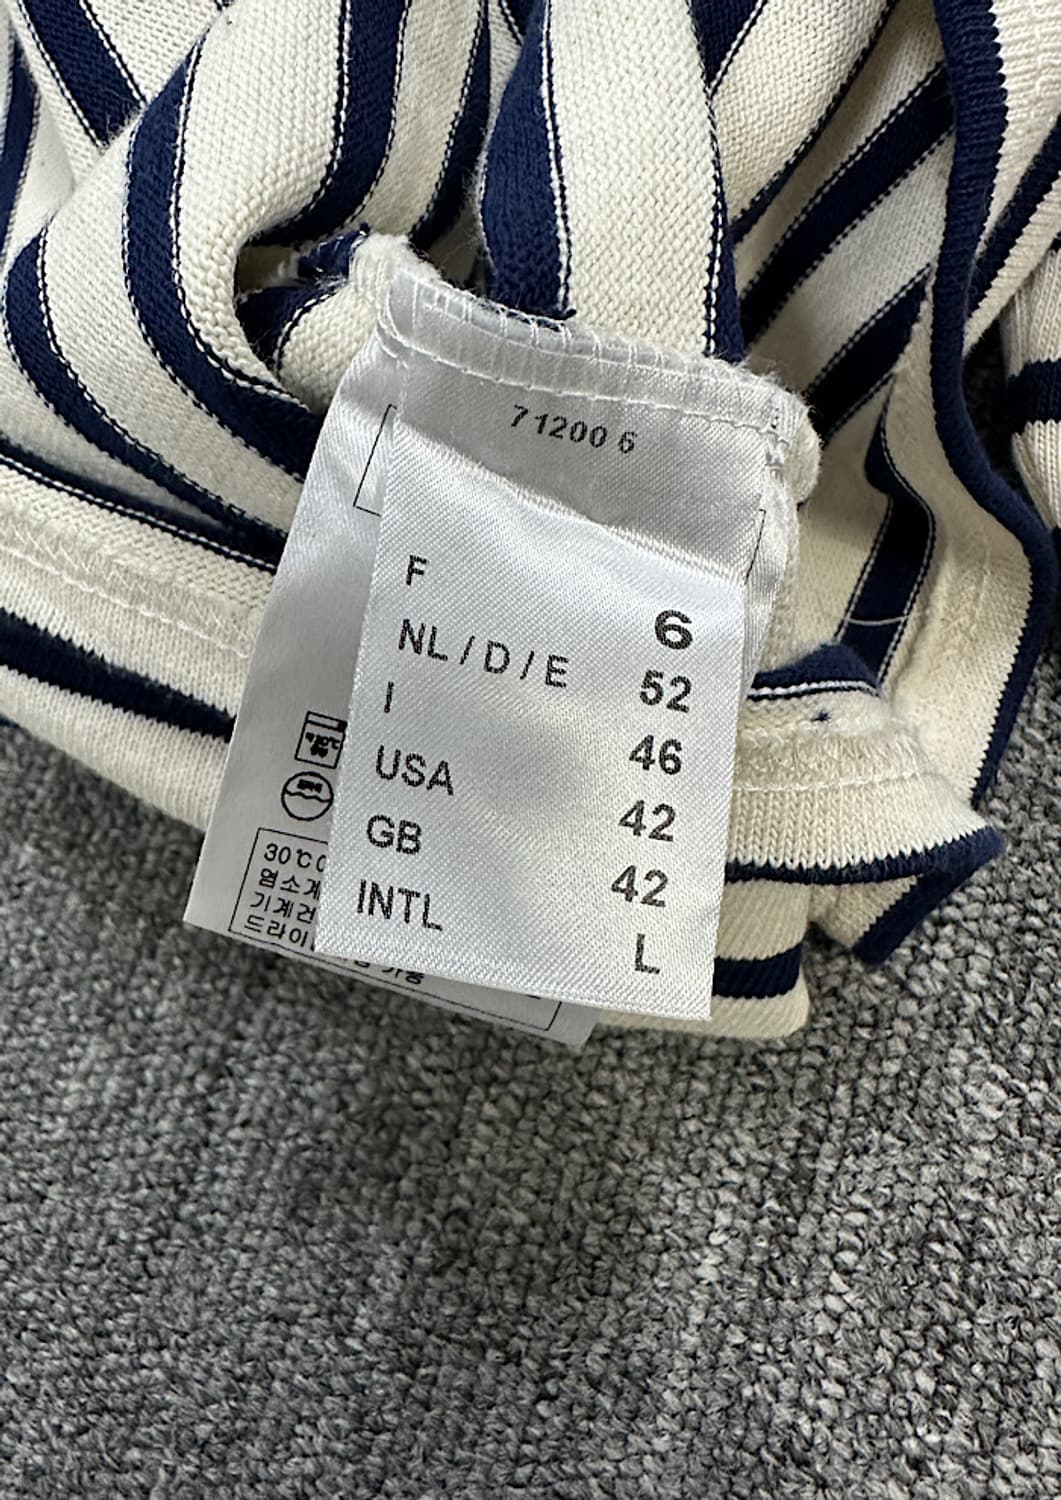 71200 6
F 6
NL / D / E 52
I 46
USA 42
GB 42
INTL L
30℃
염소계
기계건
드라이